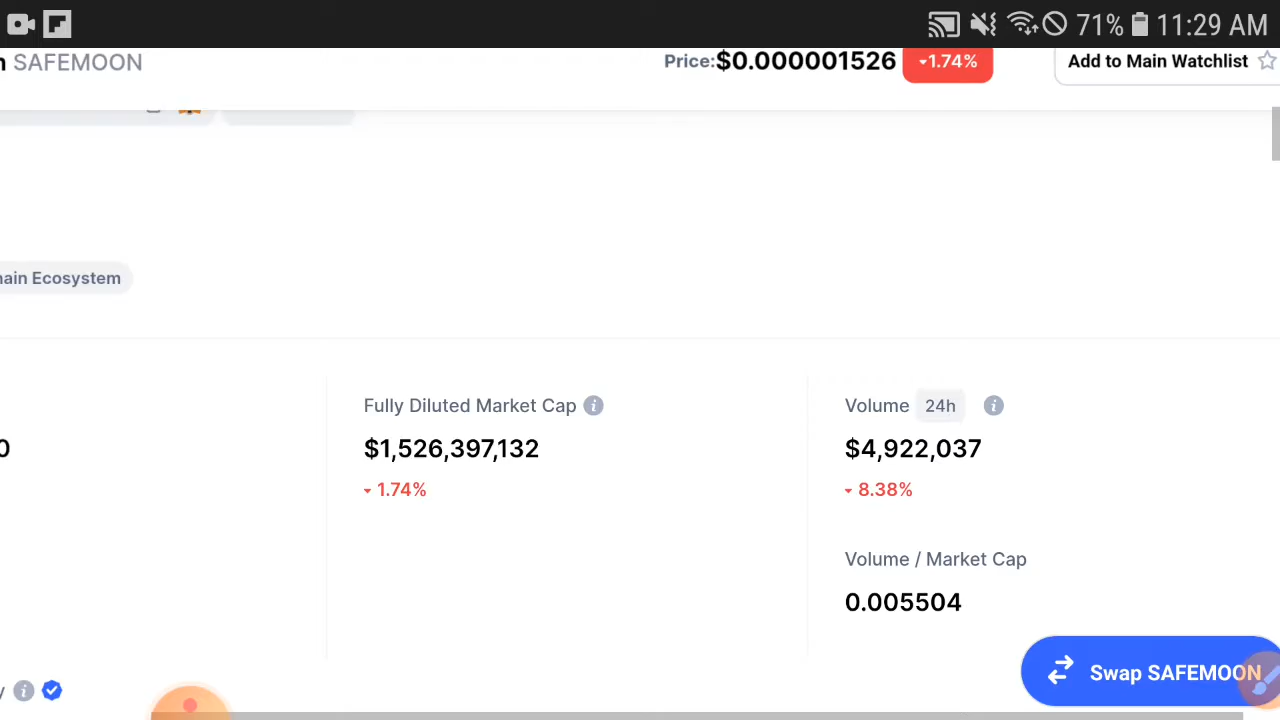 71% 11:29 AM
SAFEMOON Price:$0.000001526 1.74% Add to Main Watchlist
Ecosystem
Fully Diluted Market Cap Volume 24h
$1,526,397,132 $4,922,037
1.74% 8.38%
Volume / Market Cap
0.005504
Swap SAFEMOON